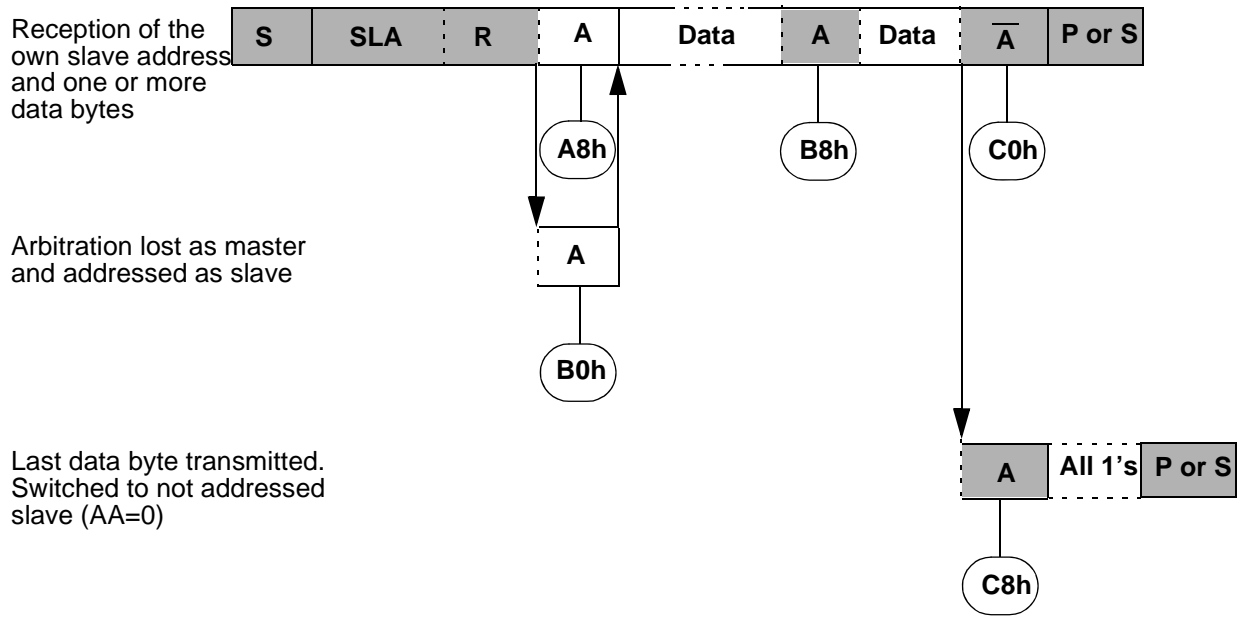 Reception of the
own slave address
and one or more
data bytes
S SLA R A Data A Data A̅ P or S
A8h B8h C0h
Arbitration lost as master
and addressed as slave
A
B0h
Last data byte transmitted.
Switched to not addressed
slave (AA=0)
A All 1’s P or S
C8h